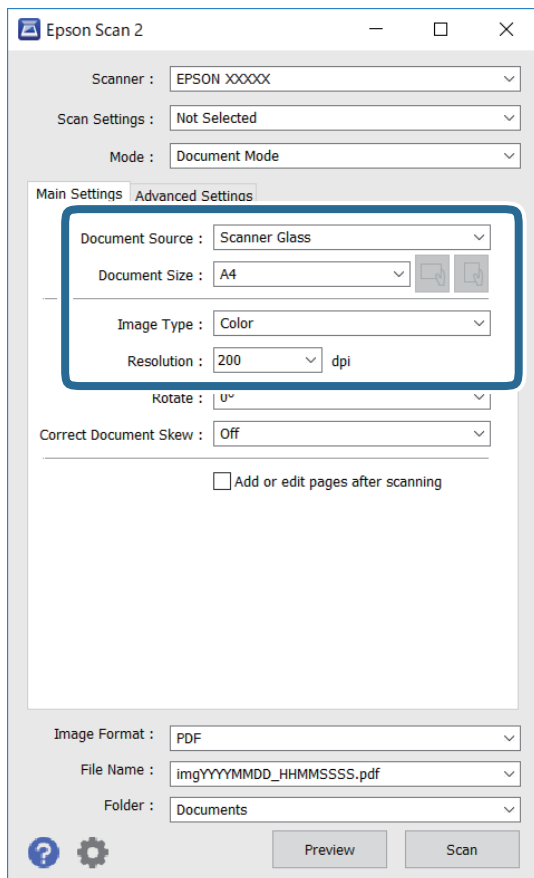 Epson Scan 2
Scanner : EPSON XXXXX
Scan Settings : Not Selected
Mode : Document Mode
Main Settings Advanced Settings
Document Source : Scanner Glass
Document Size : A4
Image Type : Color
Resolution : 200 dpi
Rotate : 0°
Correct Document Skew : Off
Add or edit pages after scanning
Image Format : PDF
File Name : imgYYYYMMDD_HHMMSSSS.pdf
Folder : Documents
? Preview Scan